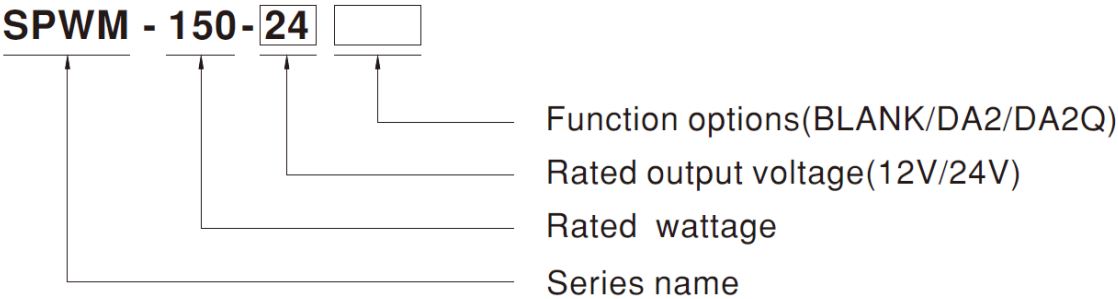 SPWM - 150-24
Function options(BLANK/DA2/DA2Q)
Rated output voltage(12V/24V)
Rated wattage
Series name